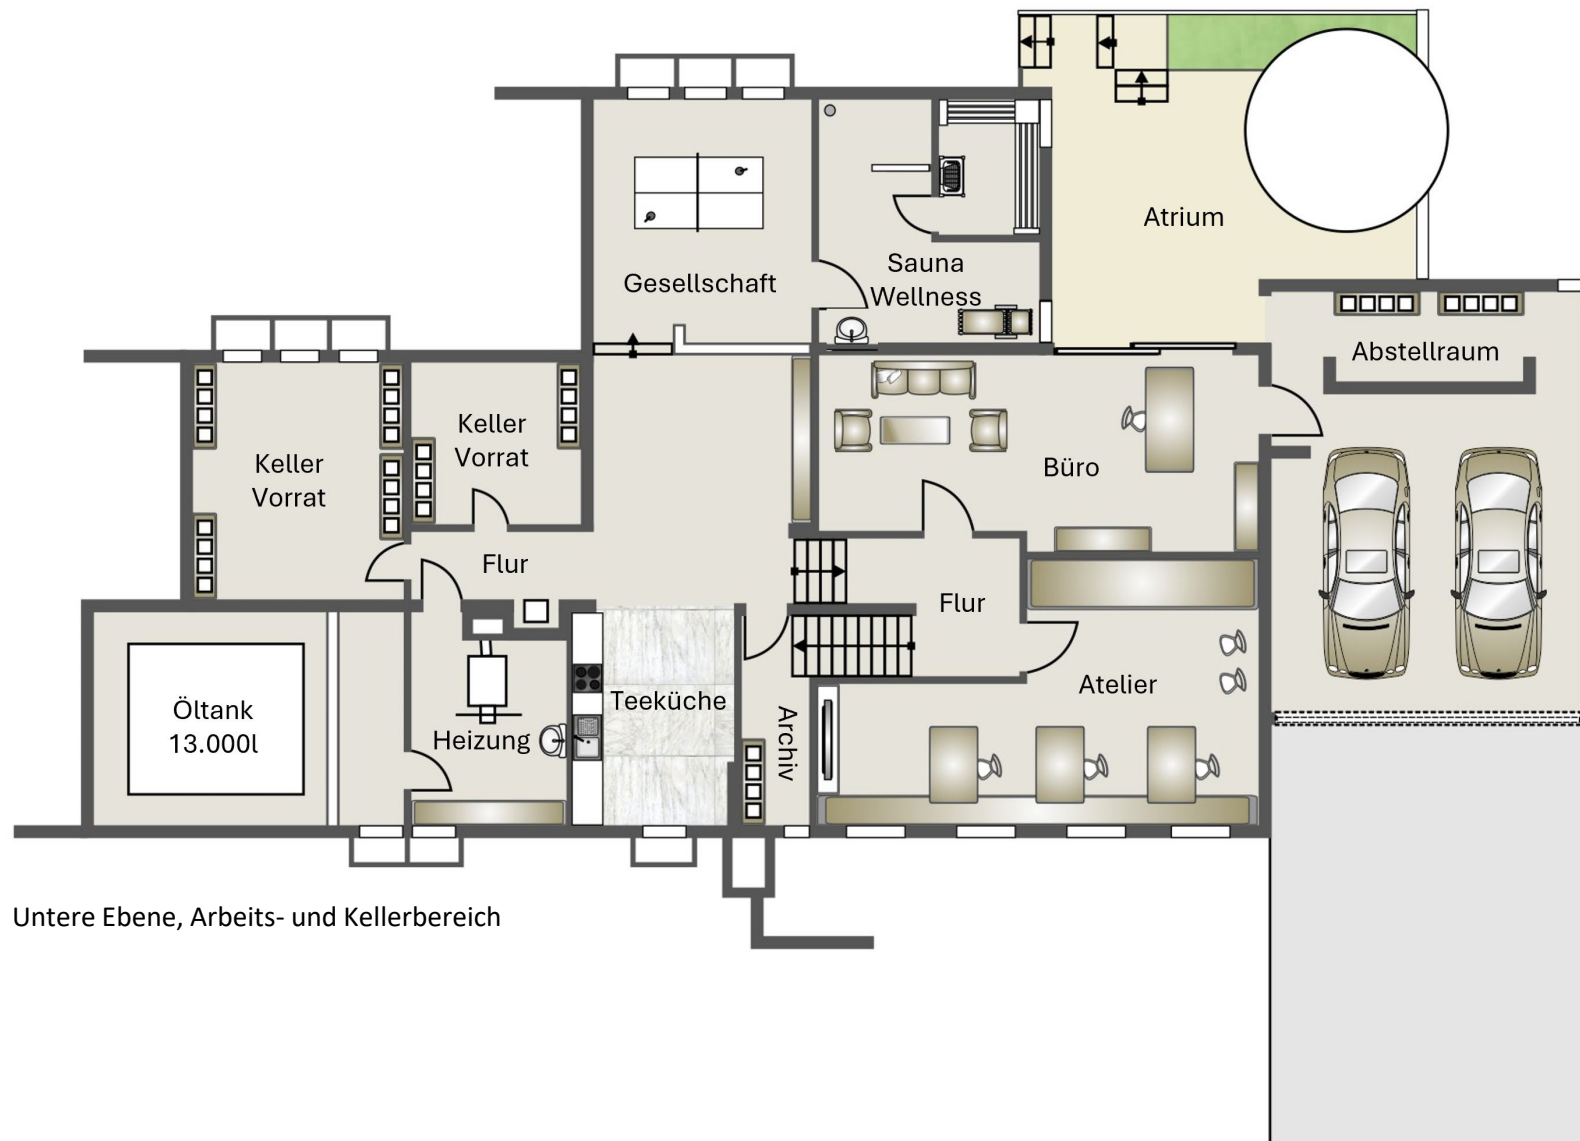 Atrium
Sauna
Wellness
Gesellschaft
Abstellraum
Keller
Vorrat
Keller
Vorrat
Büro
Flur
Flur
Atelier
Teeküche
Archiv
Öltank
13.000l
Heizung
Untere Ebene, Arbeits- und Kellerbereich